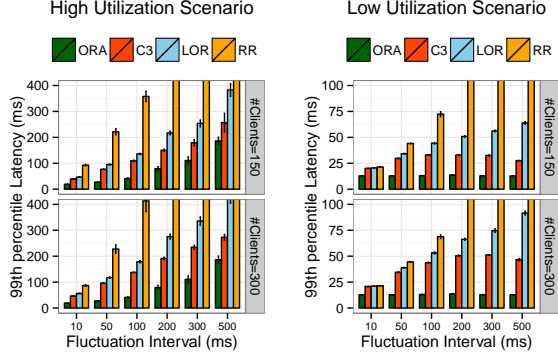 High Utilization Scenario
ORA C3 LOR RR
99th percentile Latency (ms)
400
300
200
100
0
#Clients=150
400
300
200
100
0
#Clients=300
10 50 100 200 300 500
Fluctuation Interval (ms)
Low Utilization Scenario
ORA C3 LOR RR
99th percentile Latency (ms)
100
75
50
25
0
#Clients=150
100
75
50
25
0
#Clients=300
10 50 100 200 300 500
Fluctuation Interval (ms)